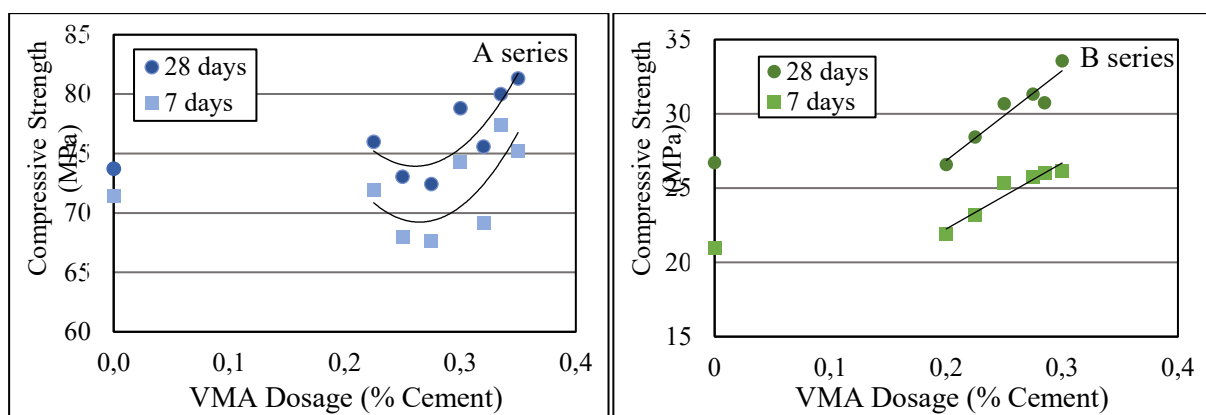 A series
28 days
7 days
Compressive Strength
(MPa)
85
80
75
70
65
60
0,0 0,1 0,2 0,3 0,4
VMA Dosage (% Cement)
B series
28 days
7 days
Compressive Strength
(MPa)
35
30
25
20
15
0,0 0,1 0,2 0,3 0,4
VMA Dosage (% Cement)